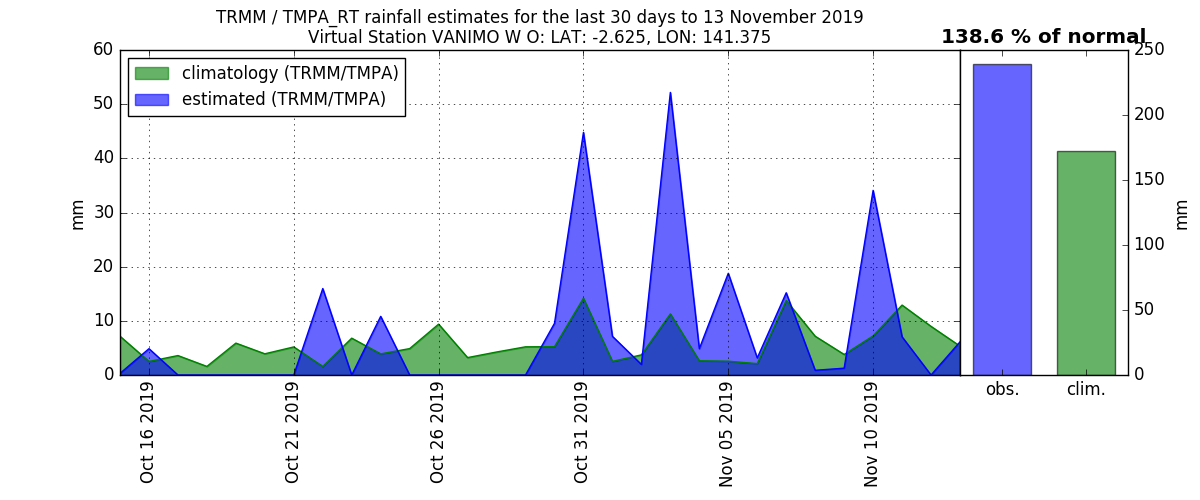 TRMM / TMPA_RT rainfall estimates for the last 30 days to 13 November 2019
Virtual Station VANIMO W O: LAT: -2.625, LON: 141.375
138.6 % of normal
climatology (TRMM/TMPA)
estimated (TRMM/TMPA)
60
50
40
30
20
10
0
mm
Oct 16 2019
Oct 21 2019
Oct 26 2019
Oct 31 2019
Nov 05 2019
Nov 10 2019
obs.
clim.
250
200
150
100
50
0
mm